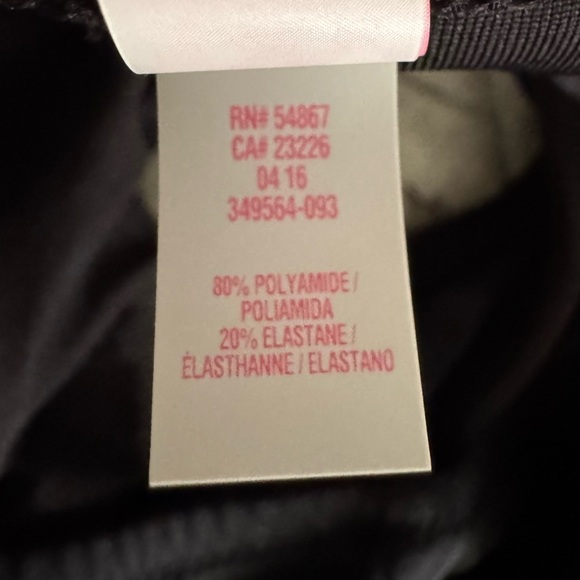 RN# 54867
CA# 23226
04 16
349564-093
80% POLYAMIDE /
POLIAMIDA
20% ELASTANE /
ÉLASTHANNE / ELASTANO